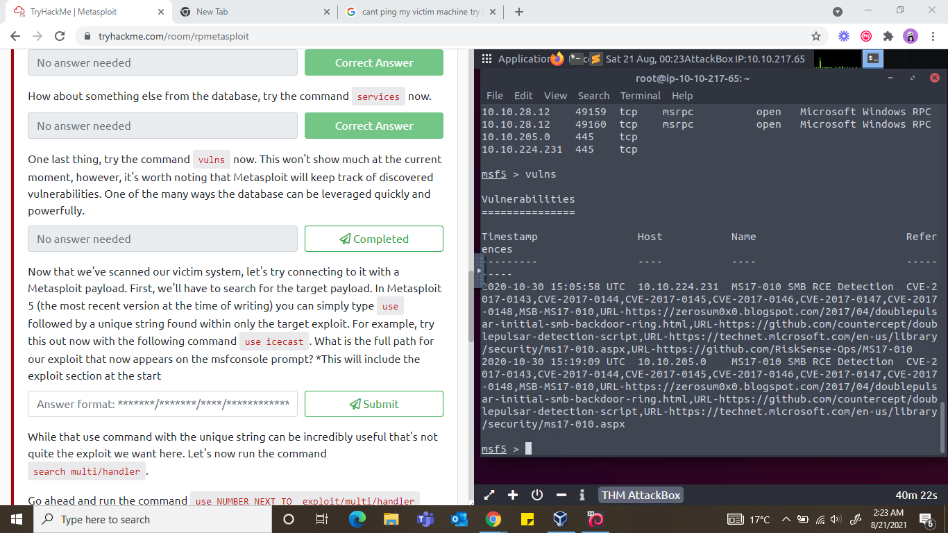 TryHackMe | Metasploit
New Tab
cant ping my victim machine try
tryhackme.com/room/rpmetasploit
No answer needed
Correct Answer
How about something else from the database, try the command services now.
No answer needed
Correct Answer
One last thing, try the command vulns now. This won't show much at the current
moment, however, it's worth noting that Metasploit will keep track of discovered
vulnerabilities. One of the many ways the database can be leveraged quickly and
powerfully.
No answer needed
Completed
Now that we've scanned our victim system, let's try connecting to it with a
Metasploit payload. First, we'll have to search for the target payload. In Metasploit
5 (the most recent version at the time of writing) you can simply type use
followed by a unique string found within only the target exploit. For example, try
this out now with the following command use icecast . What is the full path for
our exploit that now appears on the msfconsole prompt? *This will include the
exploit section at the start
Answer format: *******/*******/****/************
Submit
While that use command with the unique string can be incredibly useful that's not
quite the exploit we want here. Let's now run the command
search multi/handler .
Go ahead and run the command use NUMBER NEXT TO exploit/multi/handler
Application
Sat 21 Aug, 00:23
AttackBox IP:10.10.217.65
root@ip-10-10-217-65: ~
File Edit View Search Terminal Help
10.10.28.12 49159 tcp msrpc open Microsoft Windows RPC
10.10.28.12 49160 tcp msrpc open Microsoft Windows RPC
10.10.205.0 445 tcp
10.10.224.231 445 tcp
msf5 > vulns
Vulnerabilities
===============
Timestamp Host Name Refer
ences
--------- ---- ---- -----
-----
2020-10-30 15:05:58 UTC 10.10.224.231 MS17-010 SMB RCE Detection CVE-2
017-0143,CVE-2017-0144,CVE-2017-0145,CVE-2017-0146,CVE-2017-0147,CVE-2017
-0148,MSB-MS17-010,URL-https://zerosum0x0.blogspot.com/2017/04/doublepuls
ar-initial-smb-backdoor-ring.html,URL-https://github.com/countercept/doub
lepulsar-detection-script,URL-https://technet.microsoft.com/en-us/library
/security/ms17-010.aspx,URL-https://github.com/RiskSense-Ops/MS17-010
2020-10-30 15:19:09 UTC 10.10.205.0 MS17-010 SMB RCE Detection CVE-2
017-0143,CVE-2017-0144,CVE-2017-0145,CVE-2017-0146,CVE-2017-0147,CVE-2017
-0148,MSB-MS17-010,URL-https://zerosum0x0.blogspot.com/2017/04/doublepuls
ar-initial-smb-backdoor-ring.html,URL-https://github.com/countercept/doub
lepulsar-detection-script,URL-https://technet.microsoft.com/en-us/library
/security/ms17-010.aspx
msf5 >
THM AttackBox
40m 22s
Type here to search
17°C
2:23 AM
8/21/2021
6